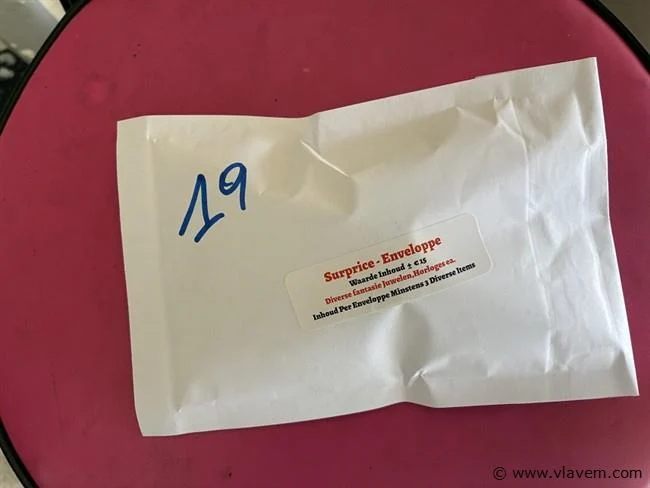 19
Surprice - Enveloppe
Waarde Inhoud ± € 15
Diverse fantasie Juwelen,Horloges ea.
Inhoud Per Enveloppe Minstens 3 Diverse Items
© www.vlavem.com